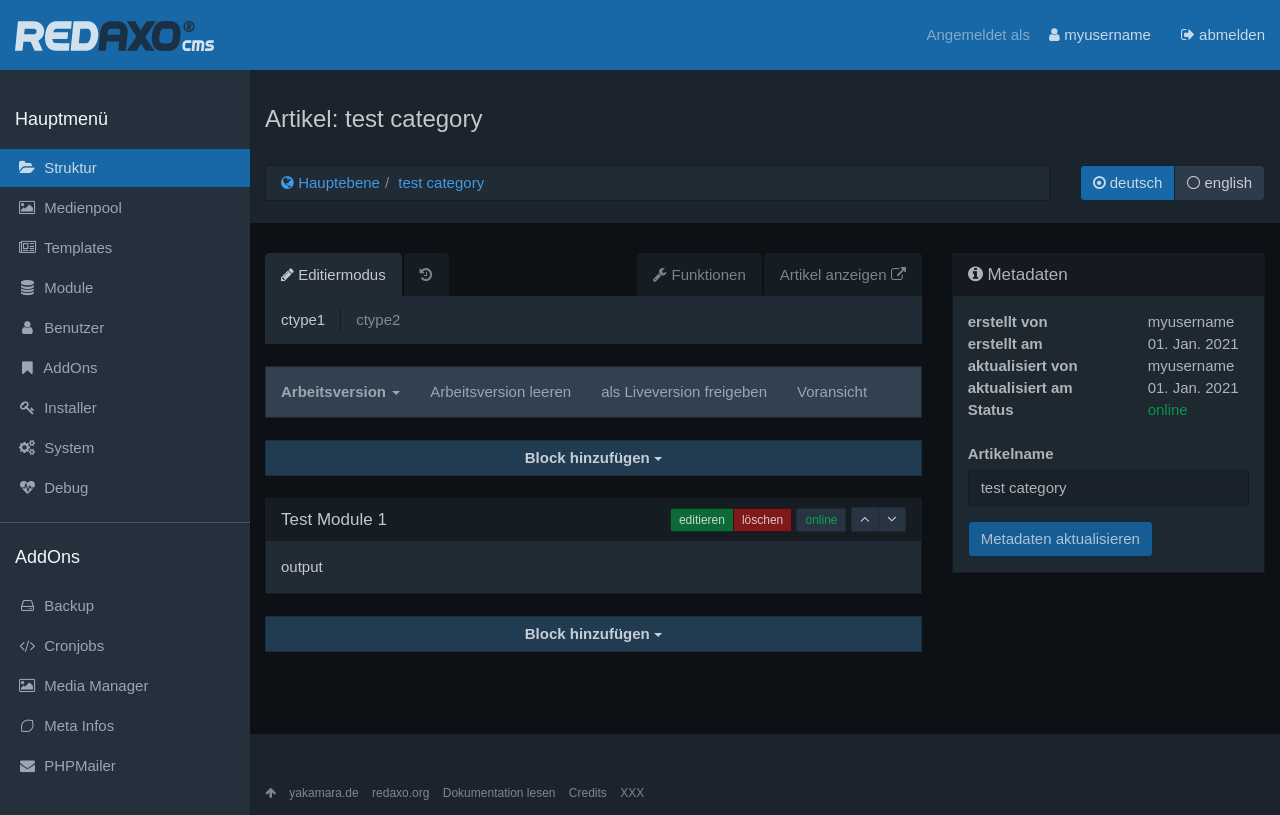 REDAXO® cms
Angemeldet als myusername abmelden
Hauptmenü
Struktur
Medienpool
Templates
Module
Benutzer
AddOns
Installer
System
Debug
AddOns
Backup
Cronjobs
Media Manager
Meta Infos
PHPMailer
Artikel: test category
Hauptebene / test category
deutsch english
Editiermodus Funktionen Artikel anzeigen
ctype1 ctype2
Arbeitsversion Arbeitsversion leeren als Liveversion freigeben Voransicht
Block hinzufügen
Test Module 1 editieren löschen online
output
Block hinzufügen
Metadaten
erstellt von myusername
erstellt am 01. Jan. 2021
aktualisiert von myusername
aktualisiert am 01. Jan. 2021
Status online
Artikelname
test category
Metadaten aktualisieren
yakamara.de redaxo.org Dokumentation lesen Credits XXX